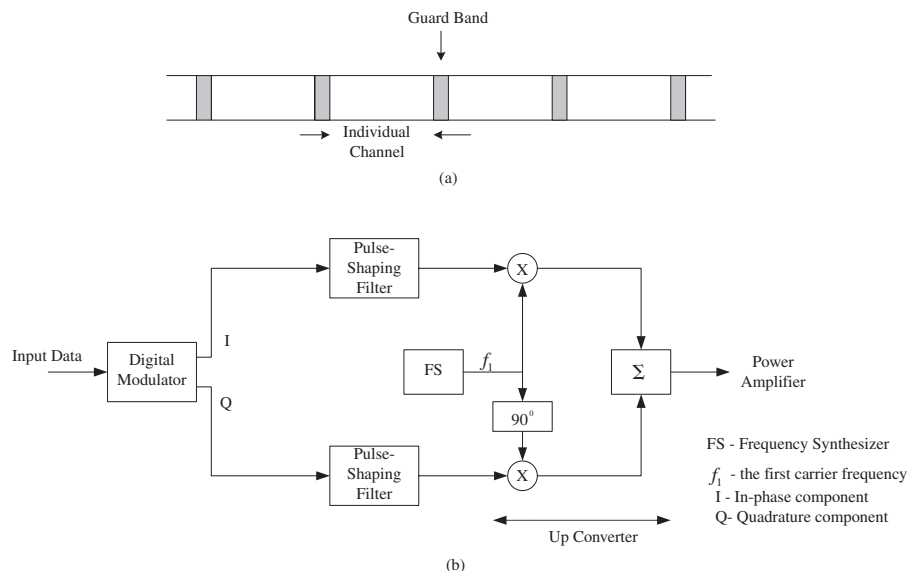 Guard Band
Individual
Channel
(a)
Pulse-
Shaping
Filter
X
I
Input Data
Digital
Modulator
FS
f₁
Σ
Power
Amplifier
Q
90⁰
FS - Frequency Synthesizer
Pulse-
Shaping
Filter
X
f₁ - the first carrier frequency
I - In-phase component
Q- Quadrature component
Up Converter
(b)